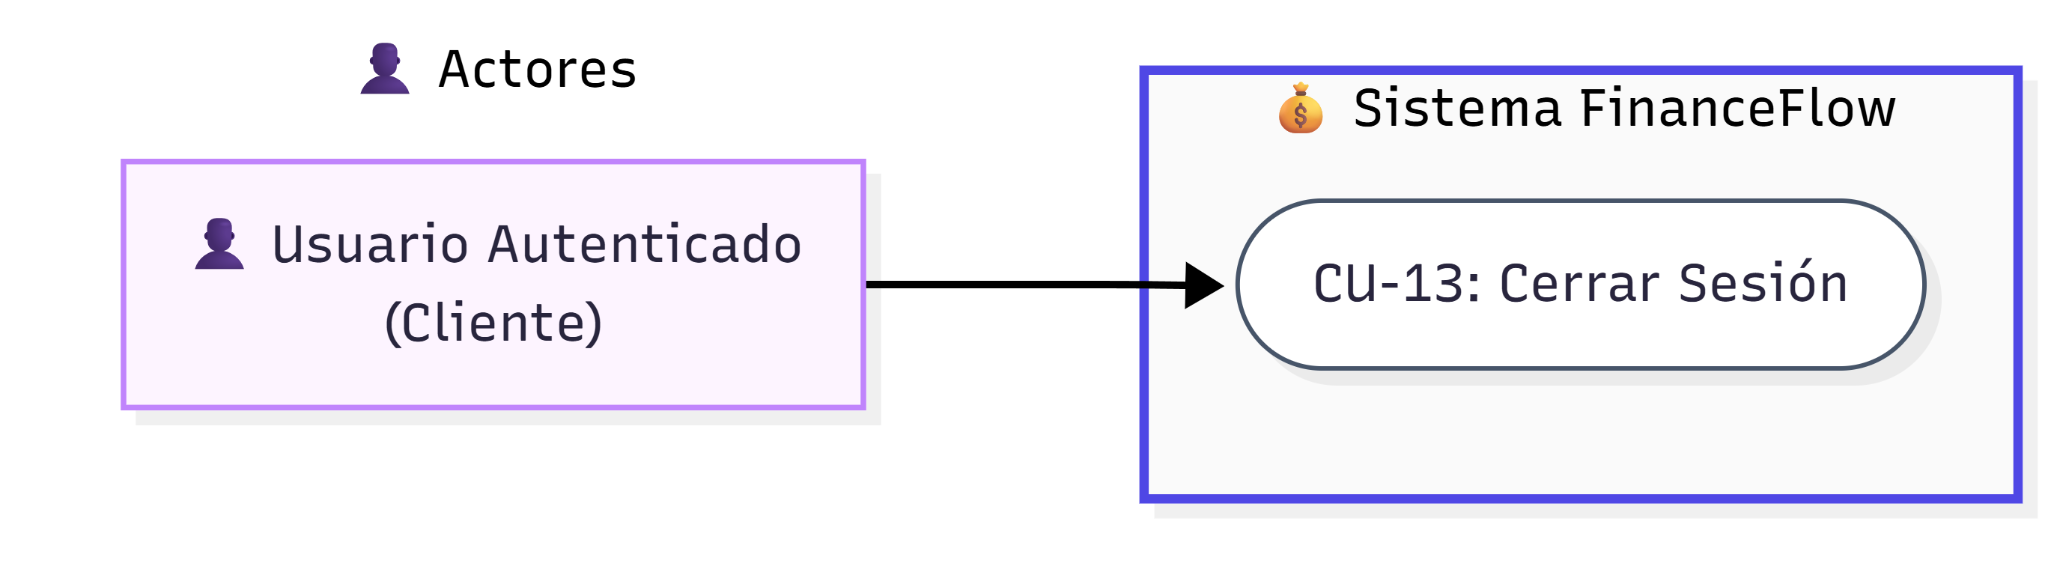 Actores
Usuario Autenticado
(Cliente)
Sistema FinanceFlow
CU-13: Cerrar Sesión